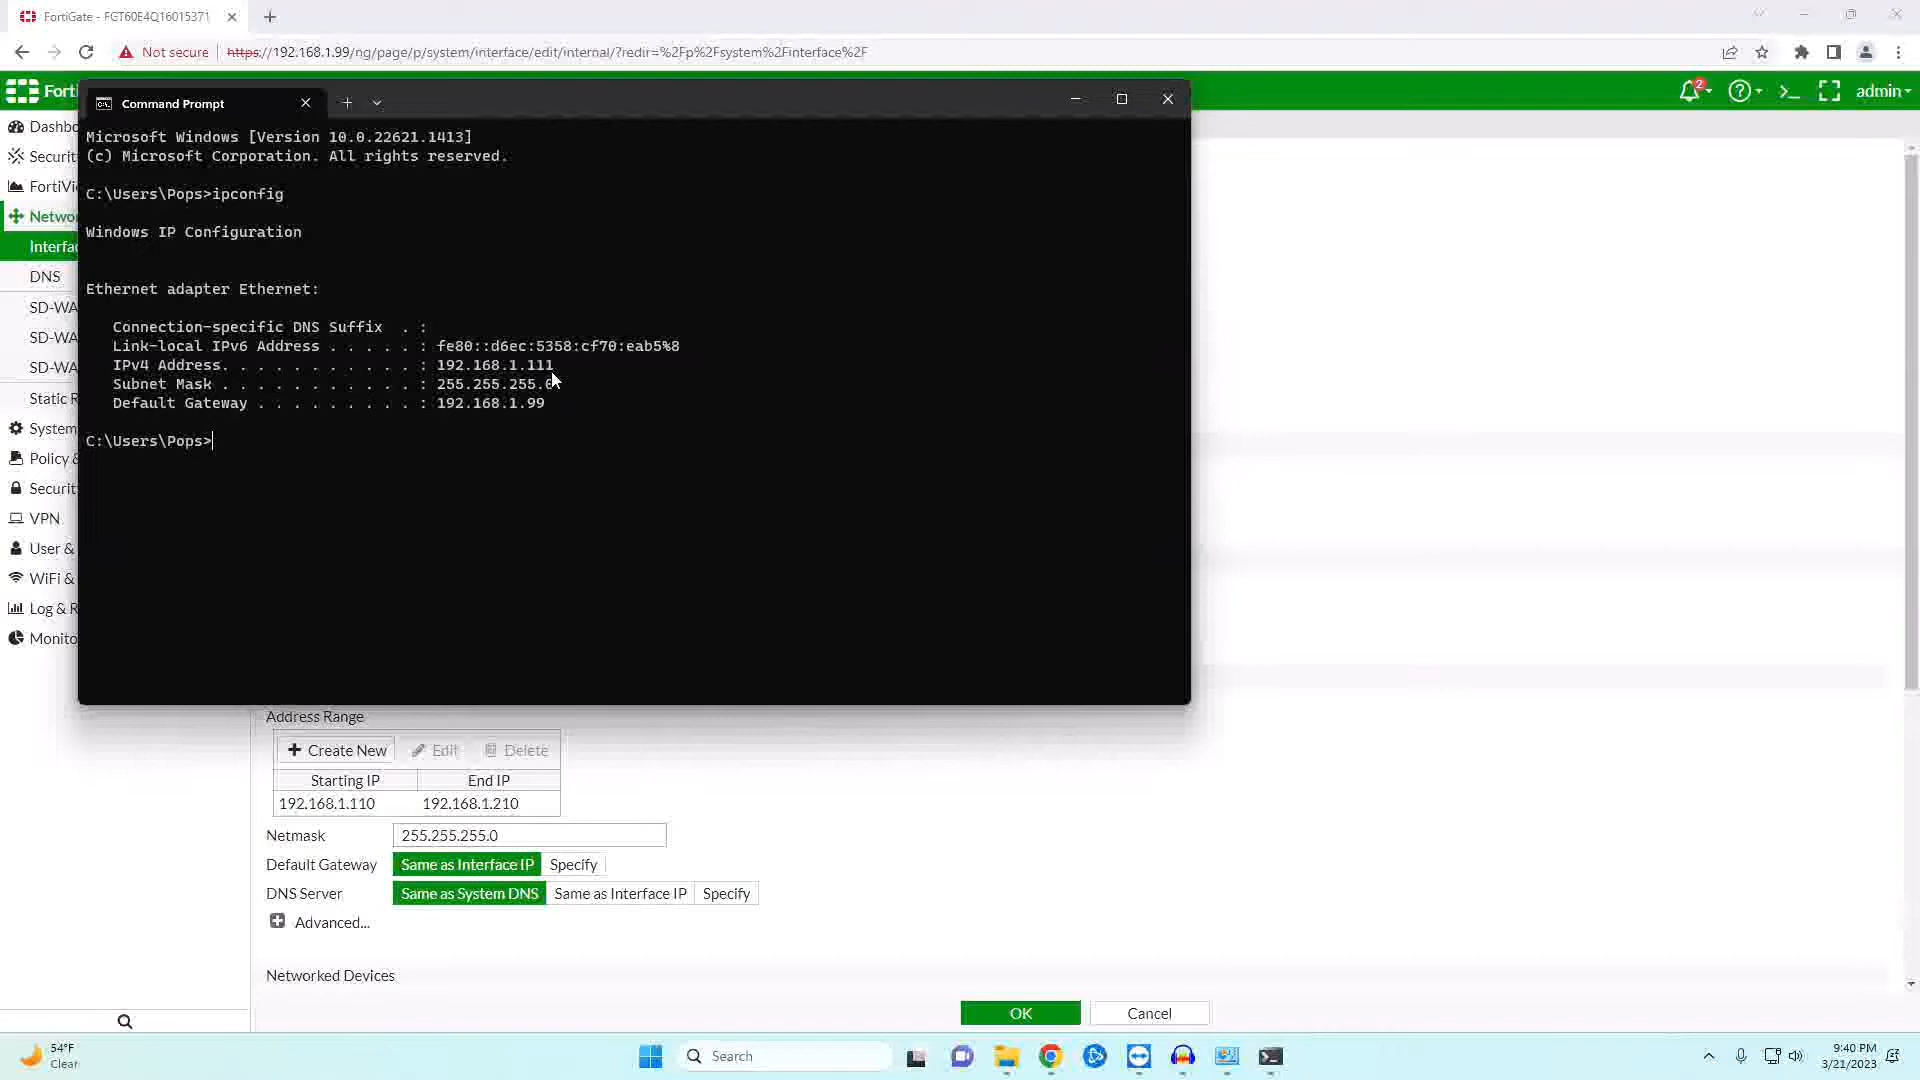 FortiGate - FGT60E4Q16015371
Not secure
https://192.168.1.99/ng/page/p/system/interface/edit/internal/?redir=%2Fp%2Fsystem%2Finterface%2F
2
admin
Command Prompt
Microsoft Windows [Version 10.0.22621.1413]
(c) Microsoft Corporation. All rights reserved.
C:\Users\Pops>ipconfig
Windows IP Configuration
Ethernet adapter Ethernet:
Connection-specific DNS Suffix . :
Link-local IPv6 Address . . . . . : fe80::d6ec:5358:cf70:eab5%8
IPv4 Address. . . . . . . . . . . : 192.168.1.111
Subnet Mask . . . . . . . . . . . : 255.255.255.0
Default Gateway . . . . . . . . . : 192.168.1.99
C:\Users\Pops>
Forti
Dashbo
Securit
FortiVi
Networ
Interfac
DNS
SD-WA
SD-WA
SD-WA
Static R
System
Policy &
Securit
VPN
User &
WiFi &
Log & R
Monito
Address Range
Create New Edit Delete
Starting IP End IP
192.168.1.110 192.168.1.210
Netmask 255.255.255.0
Default Gateway Same as Interface IP Specify
DNS Server Same as System DNS Same as Interface IP Specify
Advanced...
Networked Devices
OK Cancel
54°F
Clear
Search
9:40 PM
3/21/2023